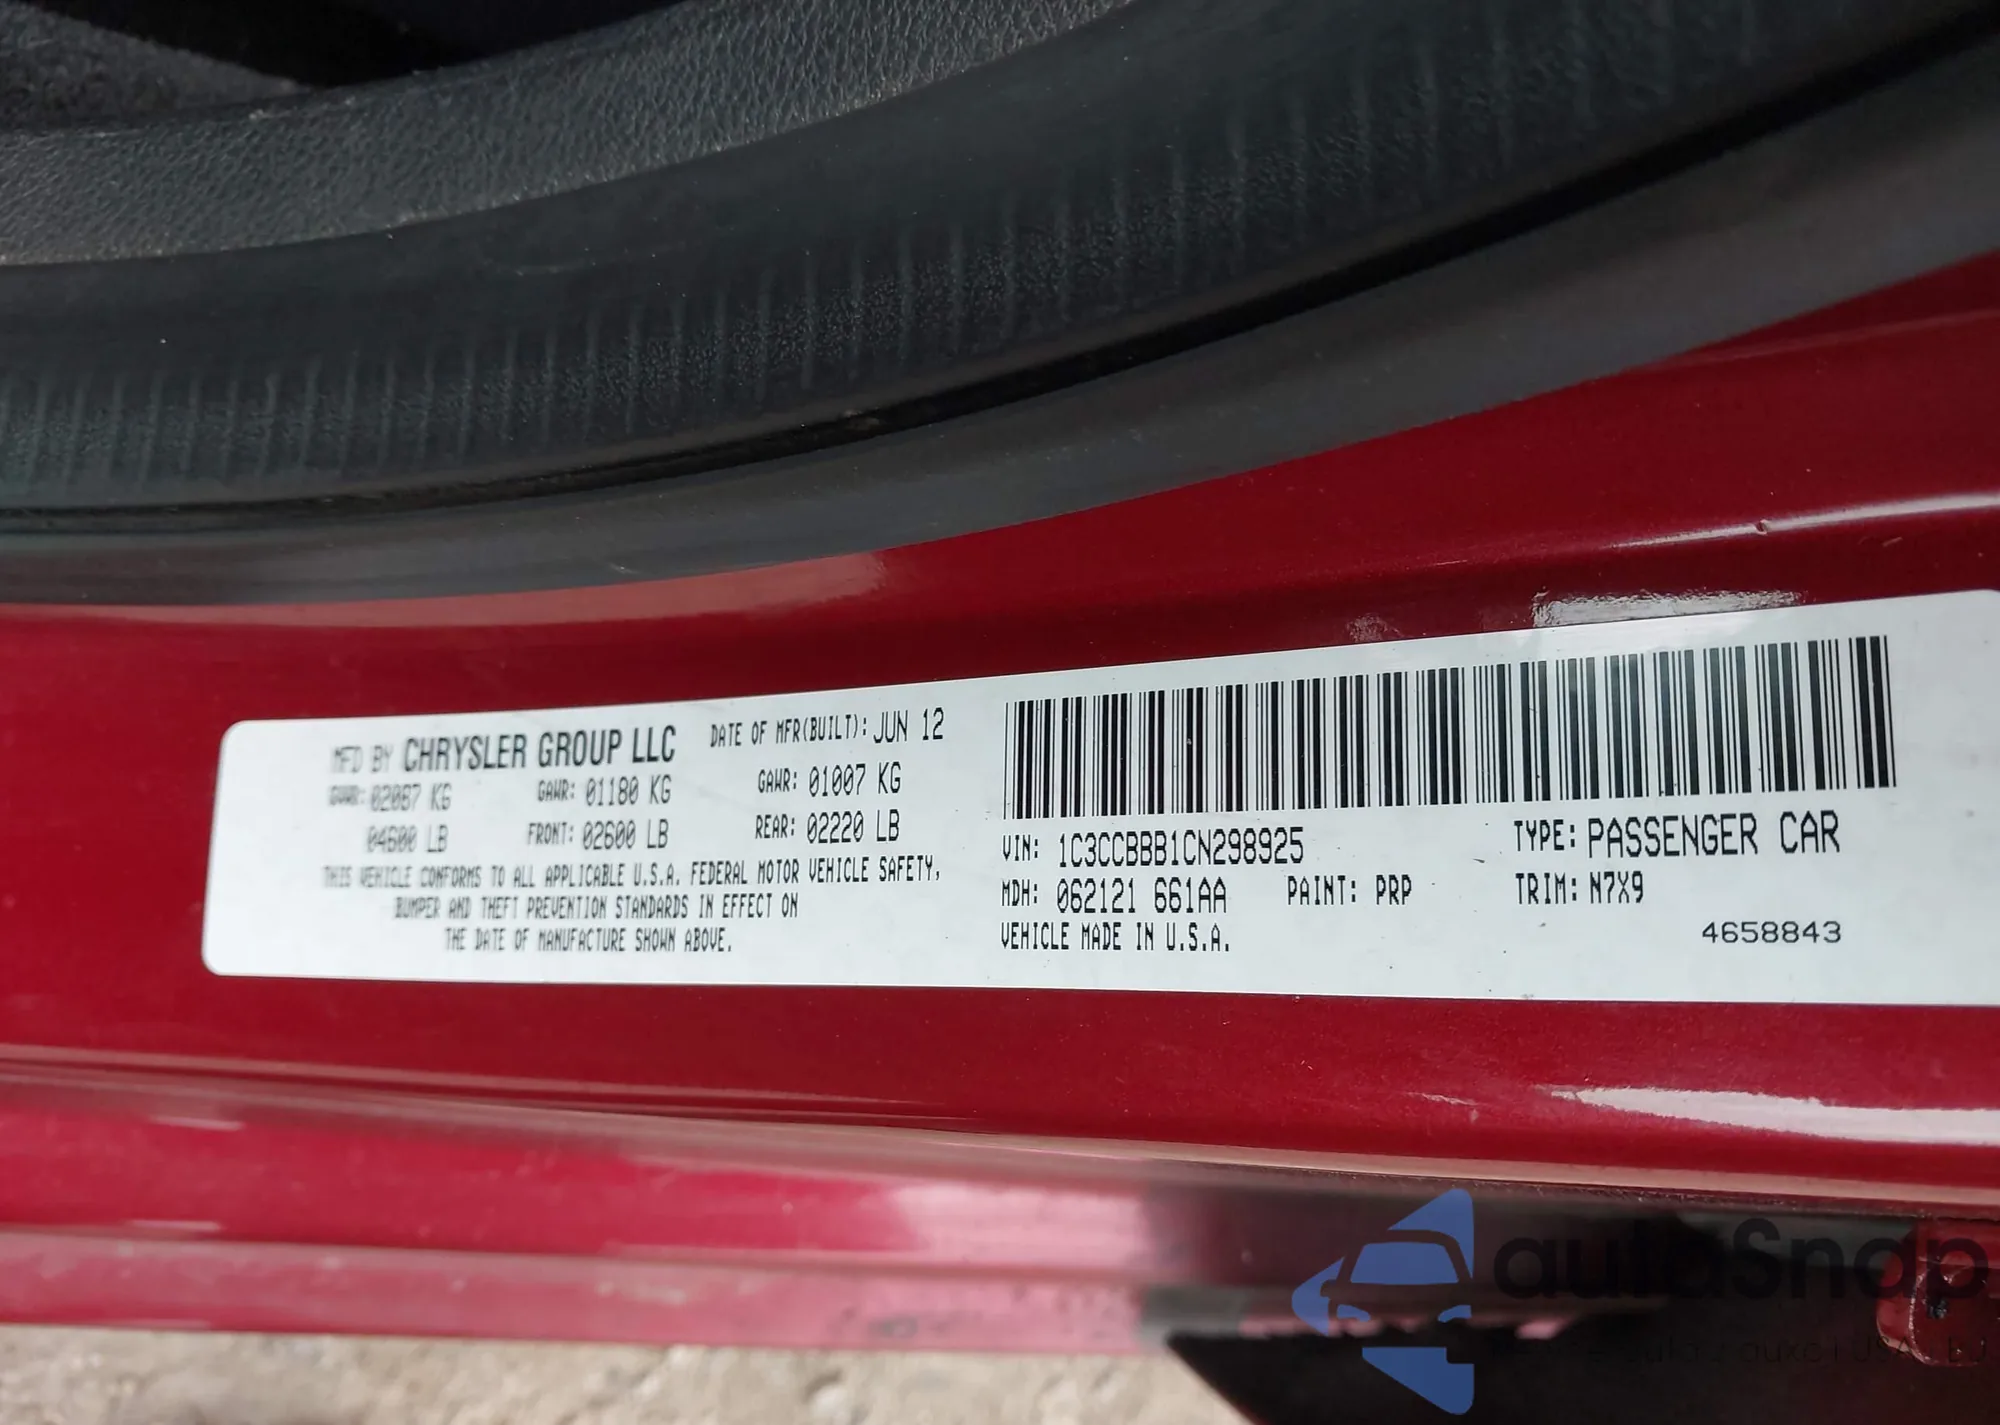 MFD BY CHRYSLER GROUP LLC DATE OF MFR(BUILT): JUN 12
GVWR: 02087 KG GAWR: 01180 KG GAWR: 01007 KG
04600 LB FRONT: 02600 LB REAR: 02220 LB
THIS VEHICLE CONFORMS TO ALL APPLICABLE U.S.A. FEDERAL MOTOR VEHICLE SAFETY,
BUMPER AND THEFT PREVENTION STANDARDS IN EFFECT ON
THE DATE OF MANUFACTURE SHOWN ABOVE.
VIN: 1C3CCBBB1CN298925 TYPE: PASSENGER CAR
MDH: 062121 661AA PAINT: PRP TRIM: N7X9
VEHICLE MADE IN U.S.A. 4658843
autoSnap